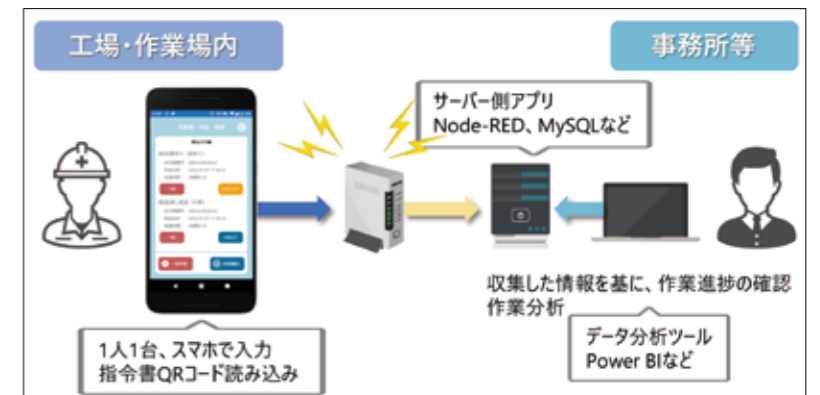 工場・作業場内
事務所等
サーバー側アプリ
Node-RED、MySQLなど
収集した情報を基に、作業進捗の確認
作業分析
1人1台、スマホで入力
指令書QRコード読み込み
データ分析ツール
Power BIなど